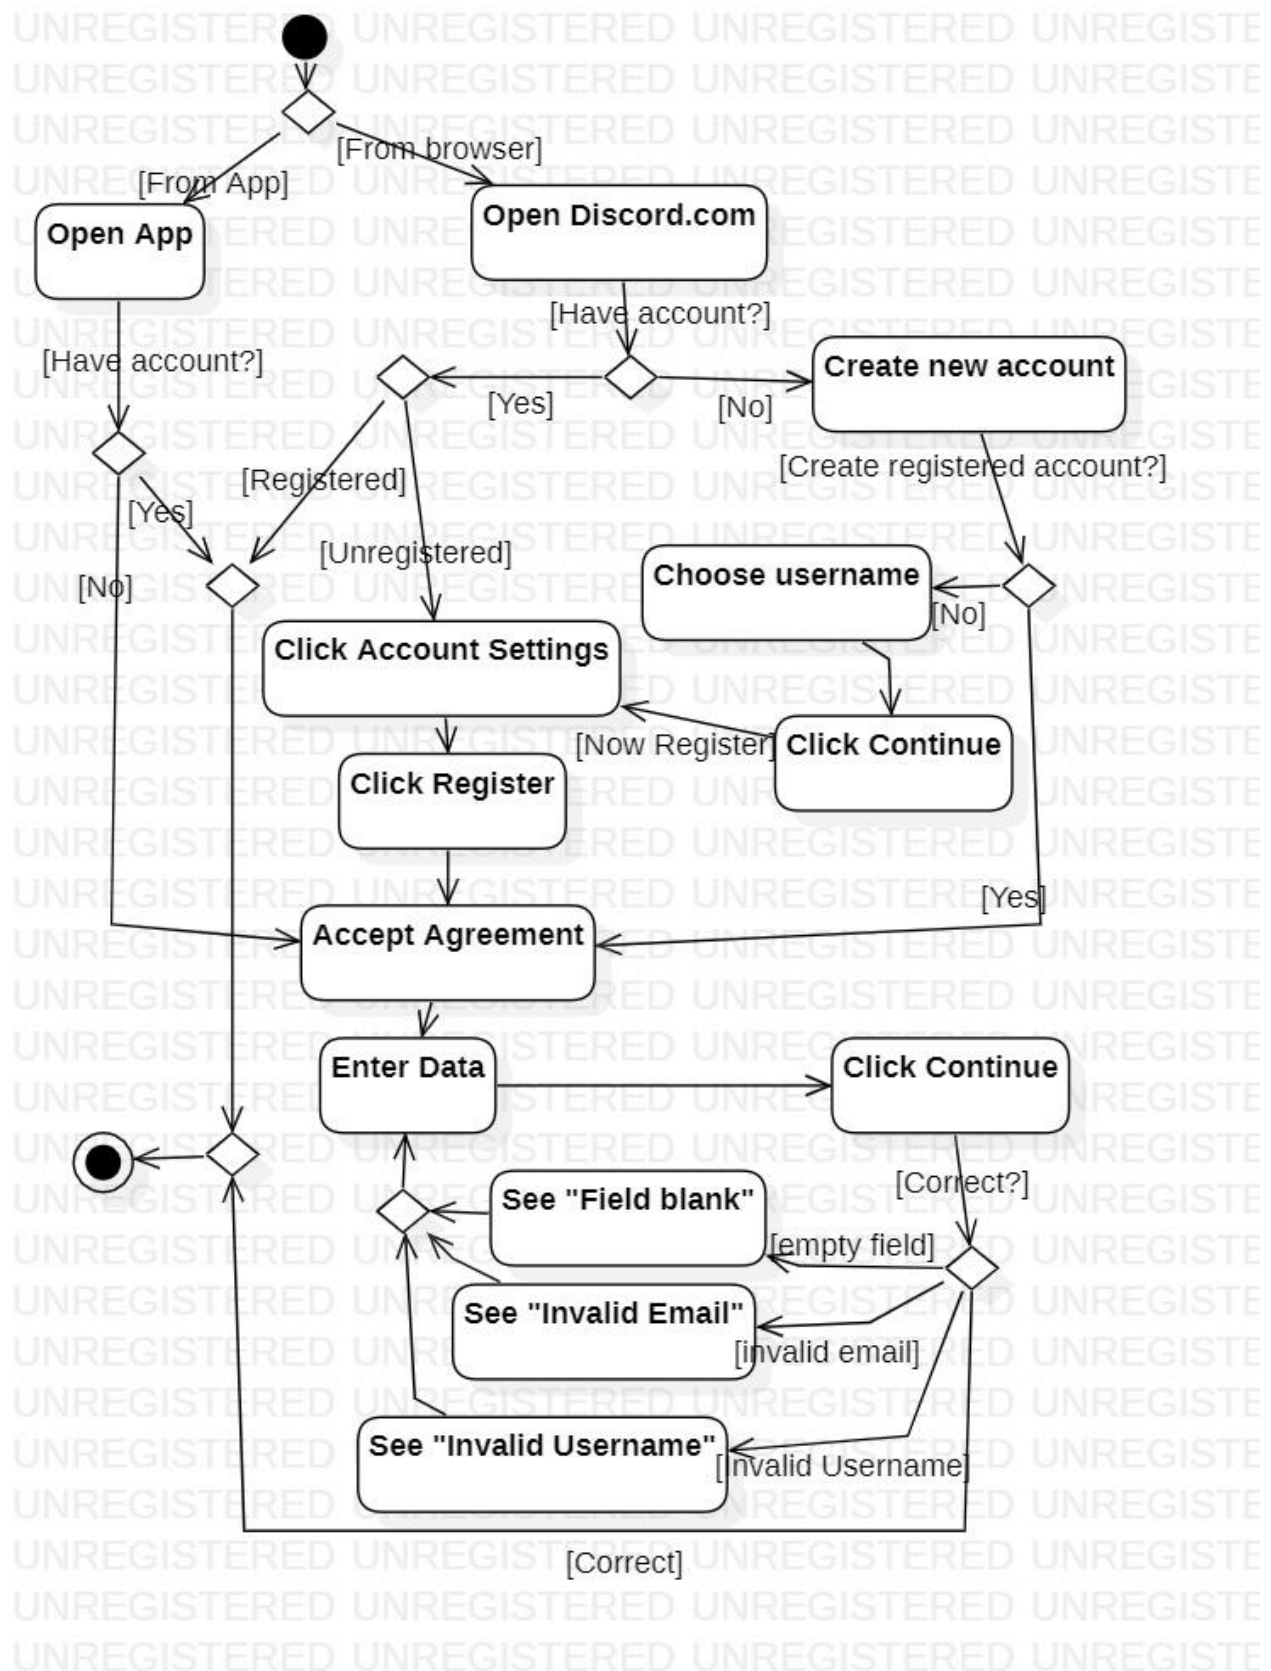 [From browser]
[From App]
Open Discord.com
Open App
[Have account?]
[Have account?]
Create new account
[Yes]
[No]
[Create registered account?]
[Registered]
[Yes]
[Unregistered]
Choose username
[No]
[No]
Click Account Settings
[Now Register]
Click Continue
Click Register
[Yes]
Accept Agreement
Enter Data
Click Continue
[Correct?]
See "Field blank"
[empty field]
See "Invalid Email"
[invalid email]
See "Invalid Username"
[Invalid Username]
[Correct]
UNREGISTERED